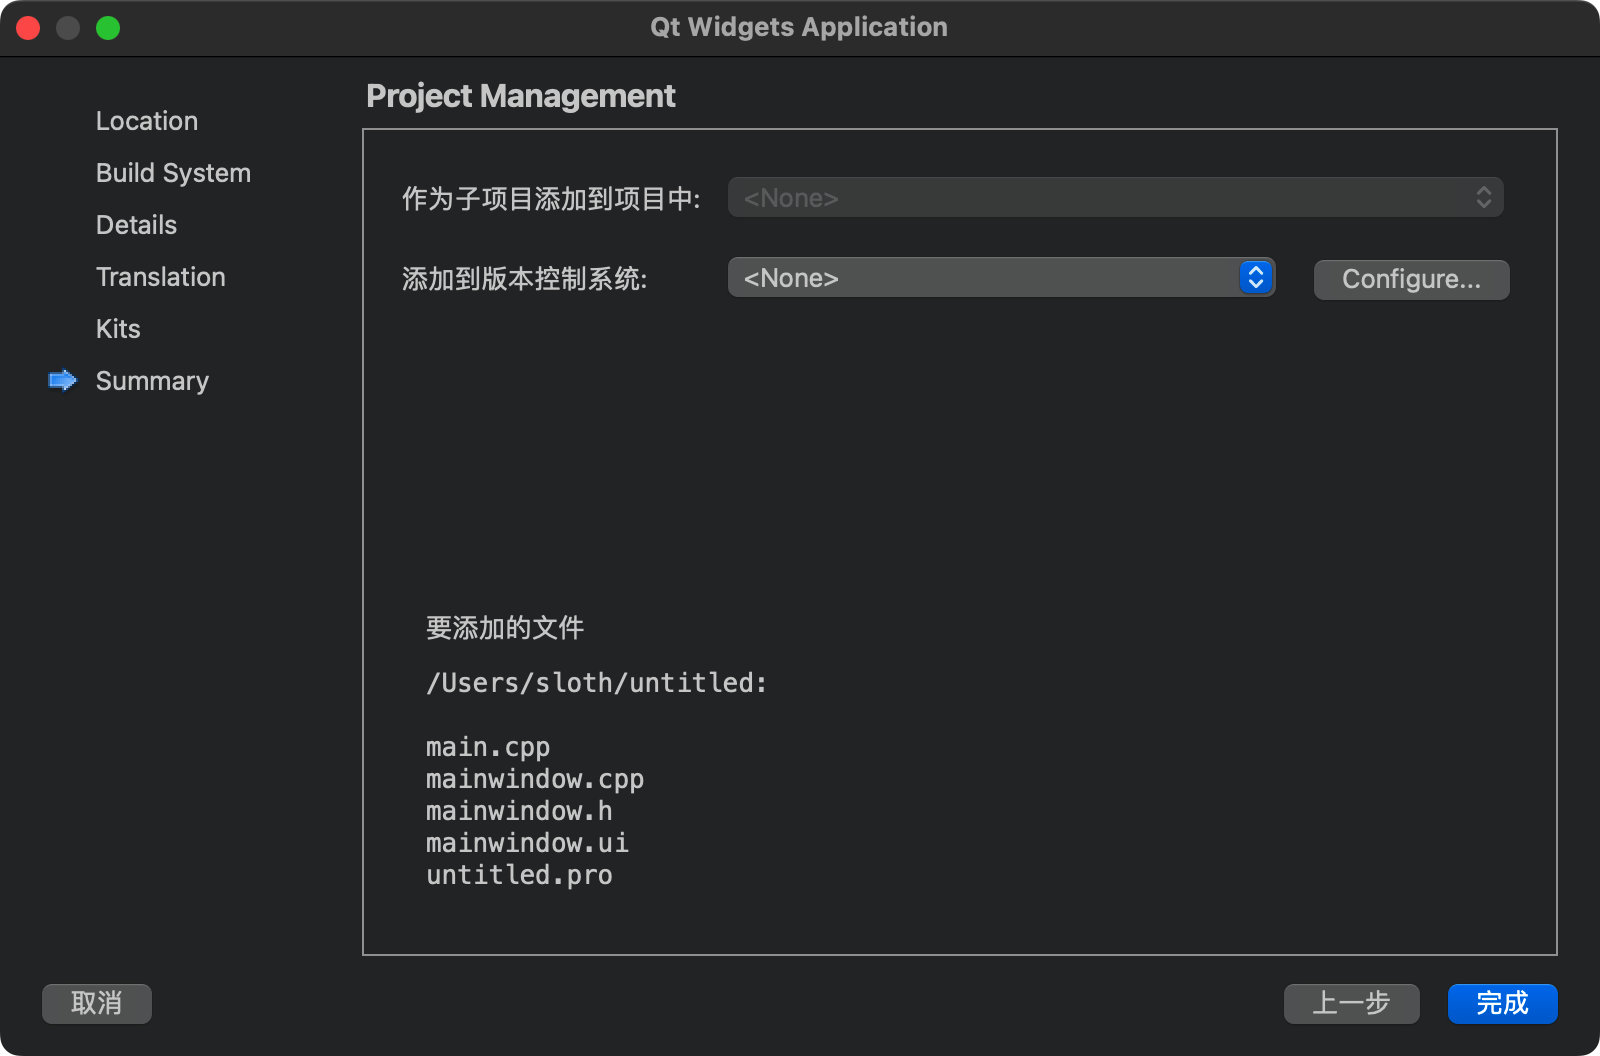 Qt Widgets Application
Location
Build System
Details
Translation
Kits
Summary
Project Management
作为子项目添加到项目中: <None>
添加到版本控制系统: <None> Configure...
要添加的文件
/Users/sloth/untitled:
main.cpp
mainwindow.cpp
mainwindow.h
mainwindow.ui
untitled.pro
取消 上一步 完成